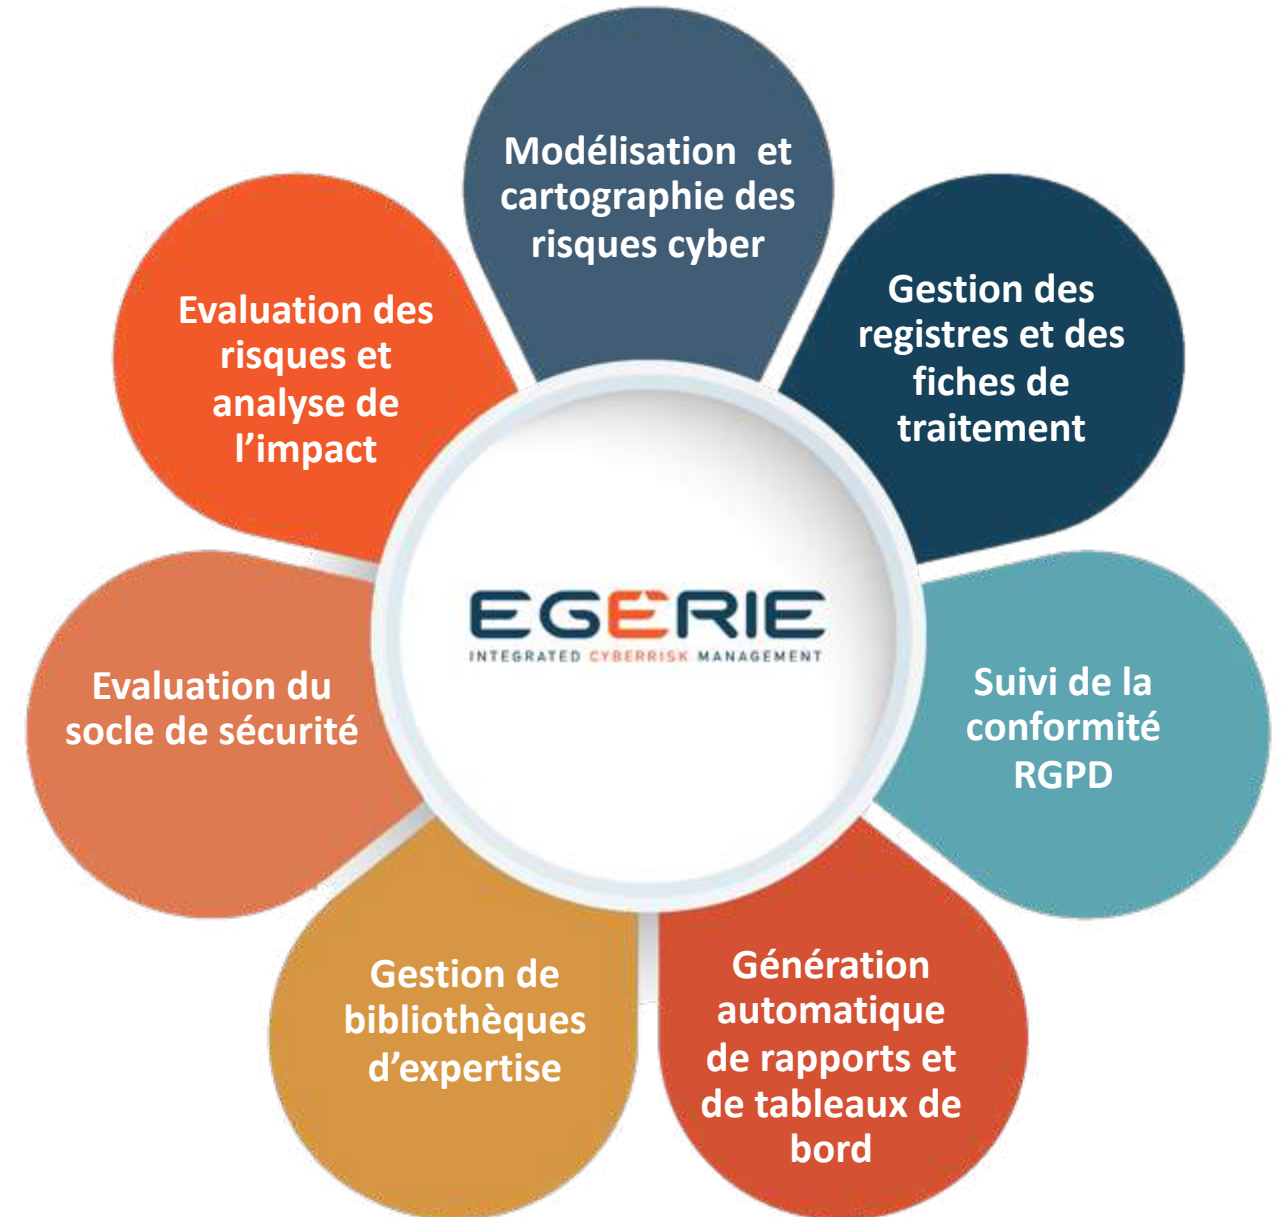 Modélisation et
cartographie des
risques cyber
Gestion des
registres et des
fiches de
traitement
Suivi de la
conformité
RGPD
Génération
automatique
de rapports et
de tableaux de
bord
Gestion de
bibliothèques
d’expertise
Evaluation du
socle de sécurité
Evaluation des
risques et
analyse de
l’impact
EGERIE
INTEGRATED CYBERRISK MANAGEMENT